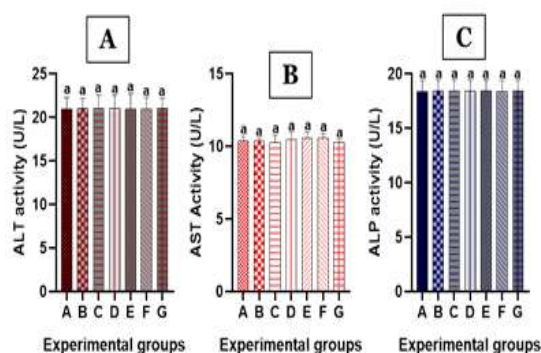 A
ALT activity (U/L)
25
20
15
10
5
0
a a a a a a a
A B C D E F G
Experimental groups
B
AST Activity (U/L)
15
10
5
0
a a a a a a a
A B C D E F G
Experimental groups
C
ALP activity (U/L)
20
15
10
5
0
a a a a a a a
A B C D E F G
Experimental groups